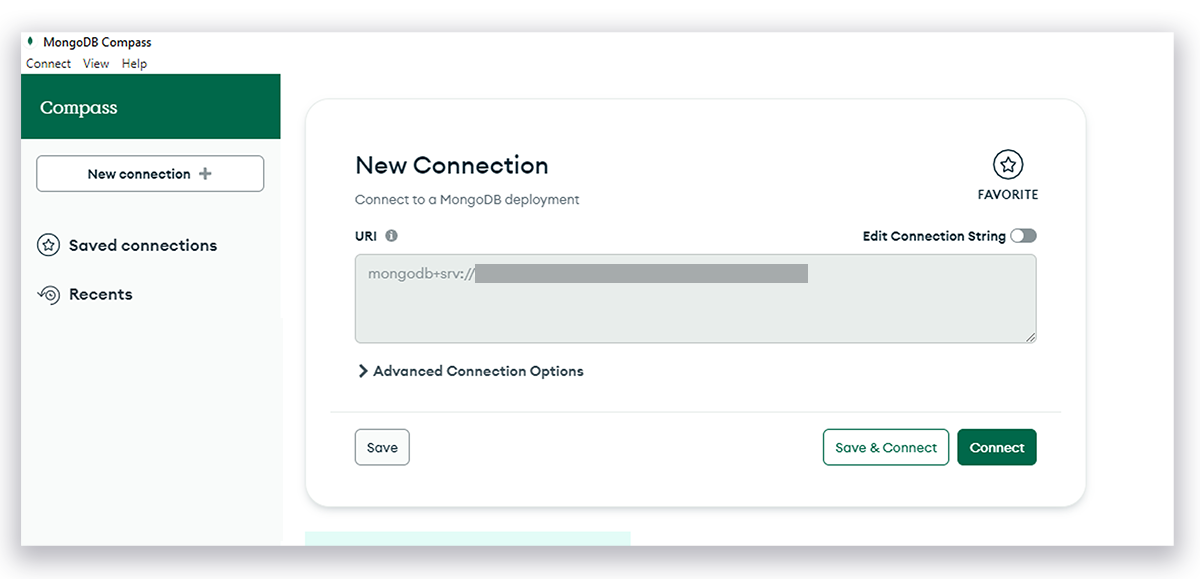 MongoDB Compass
Connect View Help
Compass
New connection
Saved connections
Recents
New Connection
Connect to a MongoDB deployment
FAVORITE
URI
Edit Connection String
mongodb+srv://
Advanced Connection Options
Save
Save & Connect
Connect